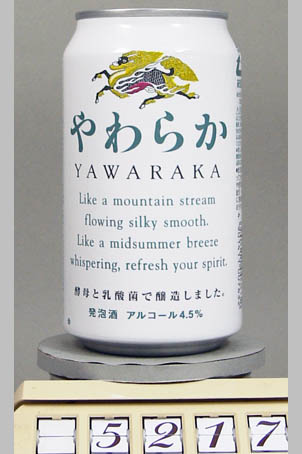 やわらか
YAWARAKA
Like a mountain stream
flowing silky smooth.
Like a midsummer breeze
whispering, refresh your spirit.
酵母と乳酸菌で醸造しました。
発泡酒 アルコール4.5%
5217